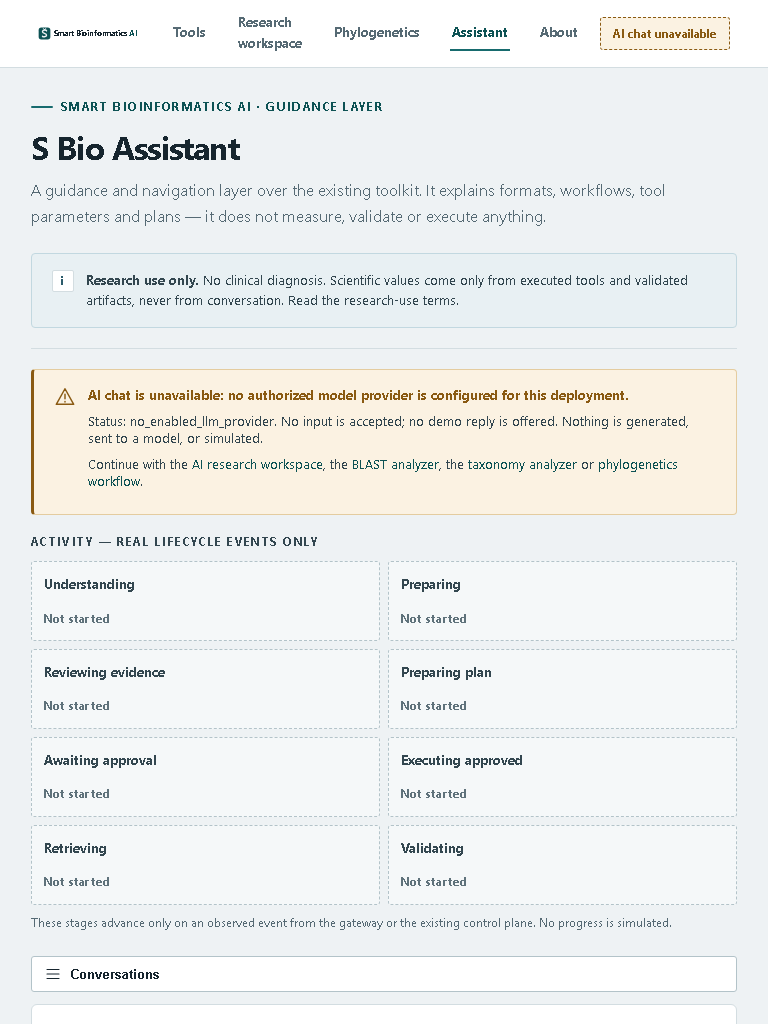 S Smart Bioinformatics AI
Tools
Research
workspace
Phylogenetics
Assistant
About
AI chat unavailable
SMART BIOINFORMATICS AI · GUIDANCE LAYER
S Bio Assistant
A guidance and navigation layer over the existing toolkit. It explains formats, workflows, tool
parameters and plans — it does not measure, validate or execute anything.
i
Research use only. No clinical diagnosis. Scientific values come only from executed tools and validated
artifacts, never from conversation. Read the research-use terms.
AI chat is unavailable: no authorized model provider is configured for this deployment.
Status: no_enabled_llm_provider. No input is accepted; no demo reply is offered. Nothing is generated,
sent to a model, or simulated.
Continue with the AI research workspace, the BLAST analyzer, the taxonomy analyzer or phylogenetics
workflow.
ACTIVITY — REAL LIFECYCLE EVENTS ONLY
Understanding
Not started
Preparing
Not started
Reviewing evidence
Not started
Preparing plan
Not started
Awaiting approval
Not started
Executing approved
Not started
Retrieving
Not started
Validating
Not started
These stages advance only on an observed event from the gateway or the existing control plane. No progress is simulated.
Conversations